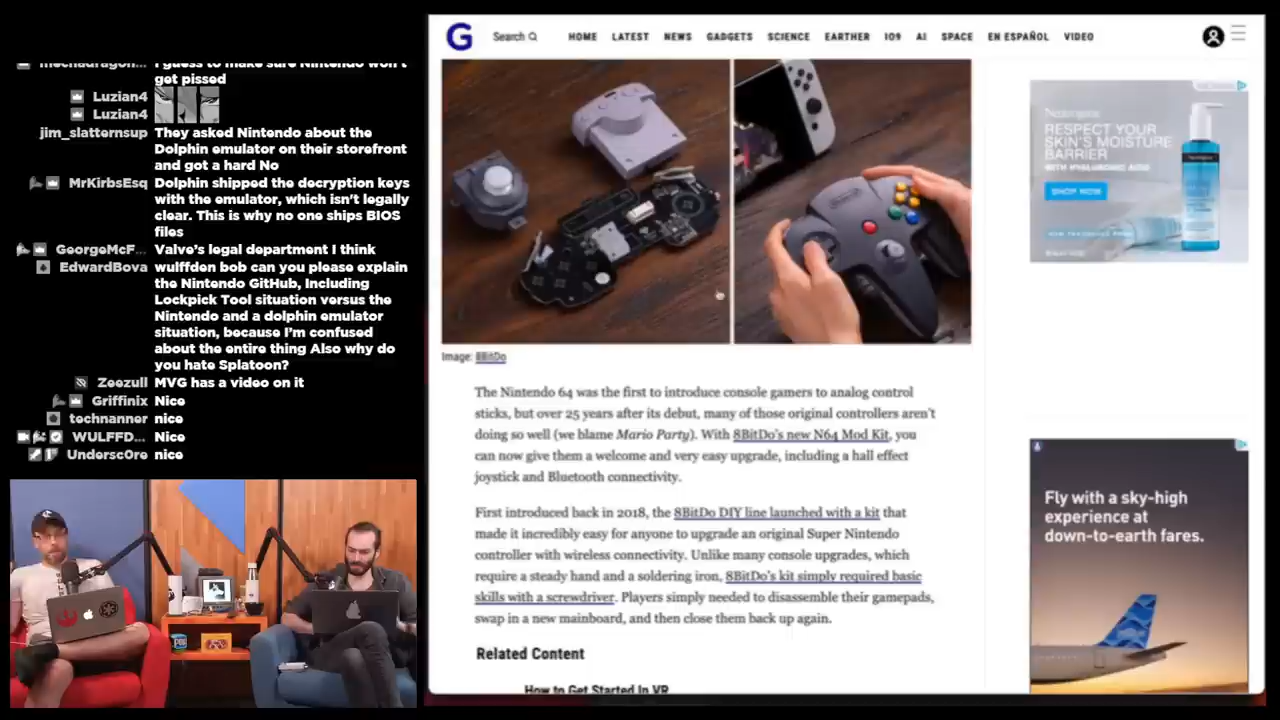 I guess to make sure Nintendo won't
get pissed
Luzian4
Luzian4
jim_slatternsup They asked Nintendo about the
Dolphin emulator on their storefront
and got a hard No
MrKirbsEsq Dolphin shipped the decryption keys
with the emulator, which isn't legally
clear. This is why no one ships BIOS
files
GeorgeMcF... Valve's legal department I think
EdwardBova wulffden bob can you please explain
the Nintendo GitHub, Including
Lockpick Tool situation versus the
Nintendo and a dolphin emulator
situation, because I'm confused
about the entire thing Also why do
you hate Splatoon?
Zeezull MVG has a video on it
Griffinix Nice
technanner nice
WULFFD... Nice
Undersc0re nice
G
Search
HOME LATEST NEWS GADGETS SCIENCE EARTHER IO9 AI SPACE EN ESPAÑOL VIDEO
Image: 8BitDo
The Nintendo 64 was the first to introduce console gamers to analog control
sticks, but over 25 years after its debut, many of those original controllers aren't
doing so well (we blame Mario Party). With 8BitDo's new N64 Mod Kit, you
can now give them a welcome and very easy upgrade, including a hall effect
joystick and Bluetooth connectivity.
First introduced back in 2018, the 8BitDo DIY line launched with a kit that
made it incredibly easy for anyone to upgrade an original Super Nintendo
controller with wireless connectivity. Unlike many console upgrades, which
require a steady hand and a soldering iron, 8BitDo's kit simply required basic
skills with a screwdriver. Players simply needed to disassemble their gamepads,
swap in a new mainboard, and then close them back up again.
Related Content
How to Get Started In VR
Neutrogena
RESPECT YOUR
SKIN'S MOISTURE
BARRIER
WITH HYALURONIC ACID
SHOP NOW
Fly with a sky-high
experience at
down-to-earth fares.